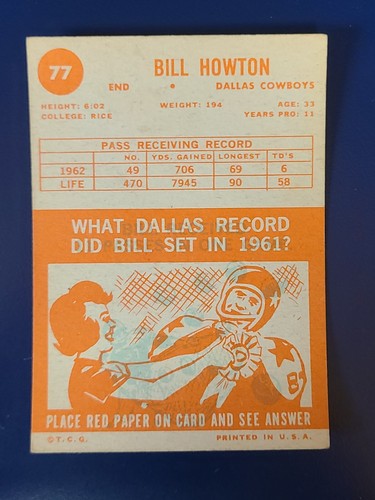 77
BILL HOWTON
END • DALLAS COWBOYS
HEIGHT: 6:02 WEIGHT: 194 AGE: 33
COLLEGE: RICE YEARS PRO: 11
PASS RECEIVING RECORD
NO. YDS. GAINED LONGEST TD'S
1962 49 706 69 6
LIFE 470 7945 90 58
WHAT DALLAS RECORD
DID BILL SET IN 1961?
PLACE RED PAPER ON CARD AND SEE ANSWER
©T.C.G. PRINTED IN U.S.A.